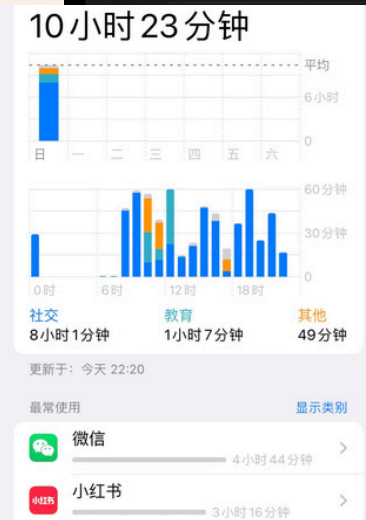 10小时23分钟
平均
6小时
0
日 一 二 三 四 五 六
60分钟
30分钟
0
0时 6时 12时 18时
社交 教育 其他
8小时1分钟 1小时7分钟 49分钟
更新于：今天 22:20
最常使用 显示类别
微信
4小时44分钟
小红书 小红书
3小时16分钟